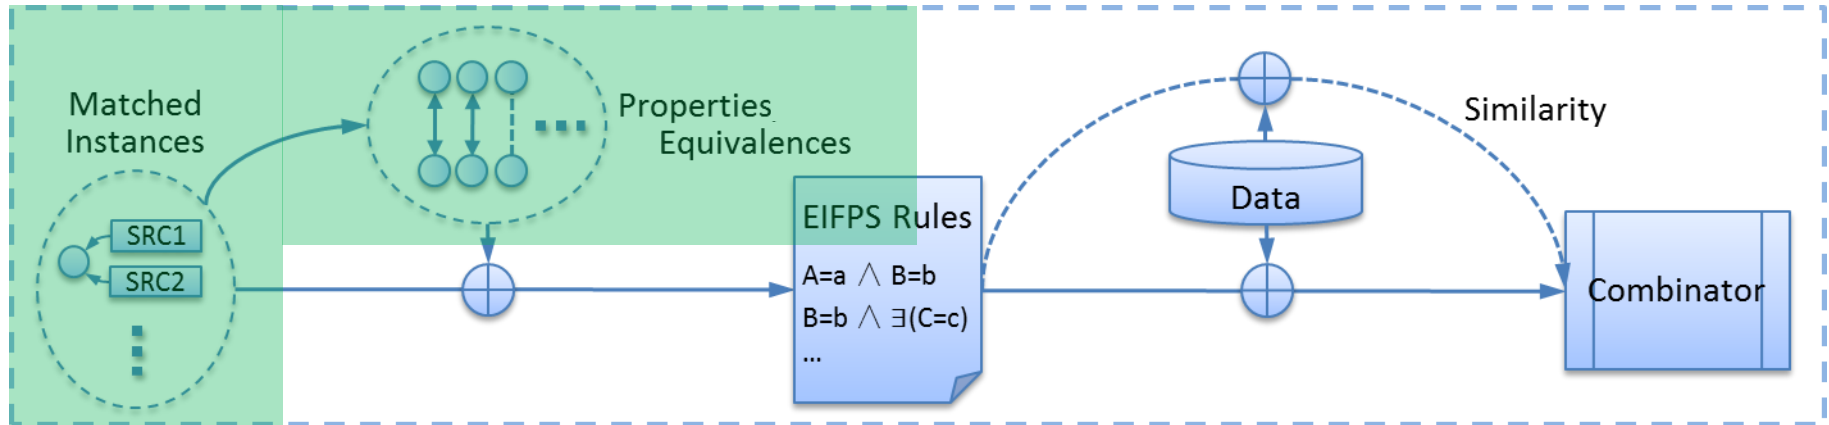 Matched
Instances
SRC1
SRC2
Properties
Equivalences
EIFPS Rules
A=a ∧ B=b
B=b ∧ ∃(C=c)
...
Data
Similarity
Combinator